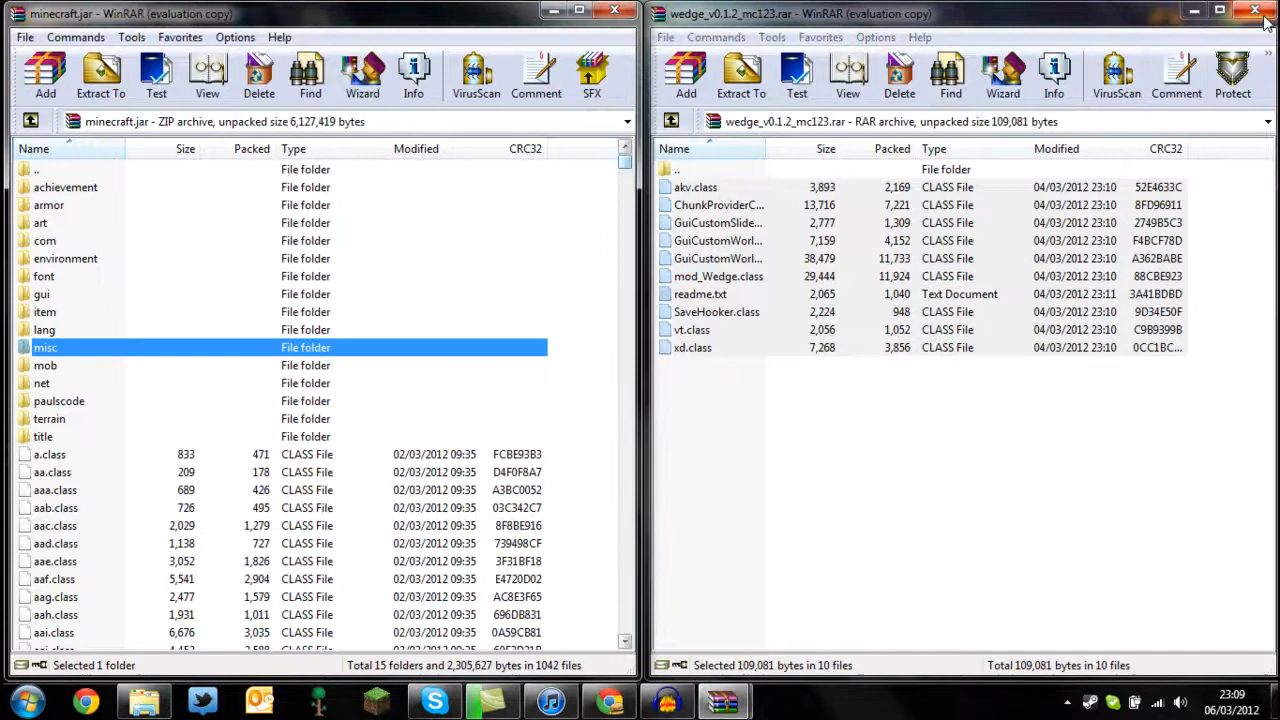 minecraft.jar - WinRAR (evaluation copy)
File Commands Tools Favorites Options Help
Add Extract To Test View Delete Find Wizard Info VirusScan Comment SFX
minecraft.jar - ZIP archive, unpacked size 6,127,419 bytes
Name Size Packed Type Modified CRC32
.. File folder
achievement File folder
armor File folder
art File folder
com File folder
environment File folder
font File folder
gui File folder
item File folder
lang File folder
misc File folder
mob File folder
net File folder
paulscode File folder
terrain File folder
title File folder
a.class 833 471 CLASS File 02/03/2012 09:35 FCBE93B3
aa.class 209 178 CLASS File 02/03/2012 09:35 D4F0F8A7
aaa.class 689 426 CLASS File 02/03/2012 09:35 A3BC0052
aab.class 726 495 CLASS File 02/03/2012 09:35 03C342C7
aac.class 2,029 1,279 CLASS File 02/03/2012 09:35 8F8BE916
aad.class 1,138 727 CLASS File 02/03/2012 09:35 739498CF
aae.class 3,052 1,826 CLASS File 02/03/2012 09:35 3F31BF18
aaf.class 5,541 2,904 CLASS File 02/03/2012 09:35 E4720D02
aag.class 2,477 1,579 CLASS File 02/03/2012 09:35 AC8E3F65
aah.class 1,931 1,011 CLASS File 02/03/2012 09:35 696DB831
aai.class 6,676 3,035 CLASS File 02/03/2012 09:35 0A59CB81
Selected 1 folder Total 15 folders and 2,305,627 bytes in 1042 files
wedge_v0.1.2_mc123.rar - WinRAR (evaluation copy)
File Commands Tools Favorites Options Help
Add Extract To Test View Delete Find Wizard Info VirusScan Comment Protect
wedge_v0.1.2_mc123.rar - RAR archive, unpacked size 109,081 bytes
Name Size Packed Type Modified CRC32
.. File folder
akv.class 3,893 2,169 CLASS File 04/03/2012 23:10 52E4633C
ChunkProviderC... 13,716 7,221 CLASS File 04/03/2012 23:10 8FD96911
GuiCustomSlide... 2,777 1,309 CLASS File 04/03/2012 23:10 2749B5C3
GuiCustomWorl... 7,159 4,152 CLASS File 04/03/2012 23:10 F4BCF78D
GuiCustomWorl... 38,479 11,733 CLASS File 04/03/2012 23:10 A362BABE
mod_Wedge.class 29,444 11,924 CLASS File 04/03/2012 23:10 88CBE923
readme.txt 2,065 1,040 Text Document 04/03/2012 23:11 3A41BDBD
SaveHooker.class 2,224 948 CLASS File 04/03/2012 23:10 9D34E50F
vt.class 2,056 1,052 CLASS File 04/03/2012 23:10 C9B9399B
xd.class 7,268 3,856 CLASS File 04/03/2012 23:10 0CC1BC...
Selected 109,081 bytes in 10 files Total 109,081 bytes in 10 files
23:09
06/03/2012